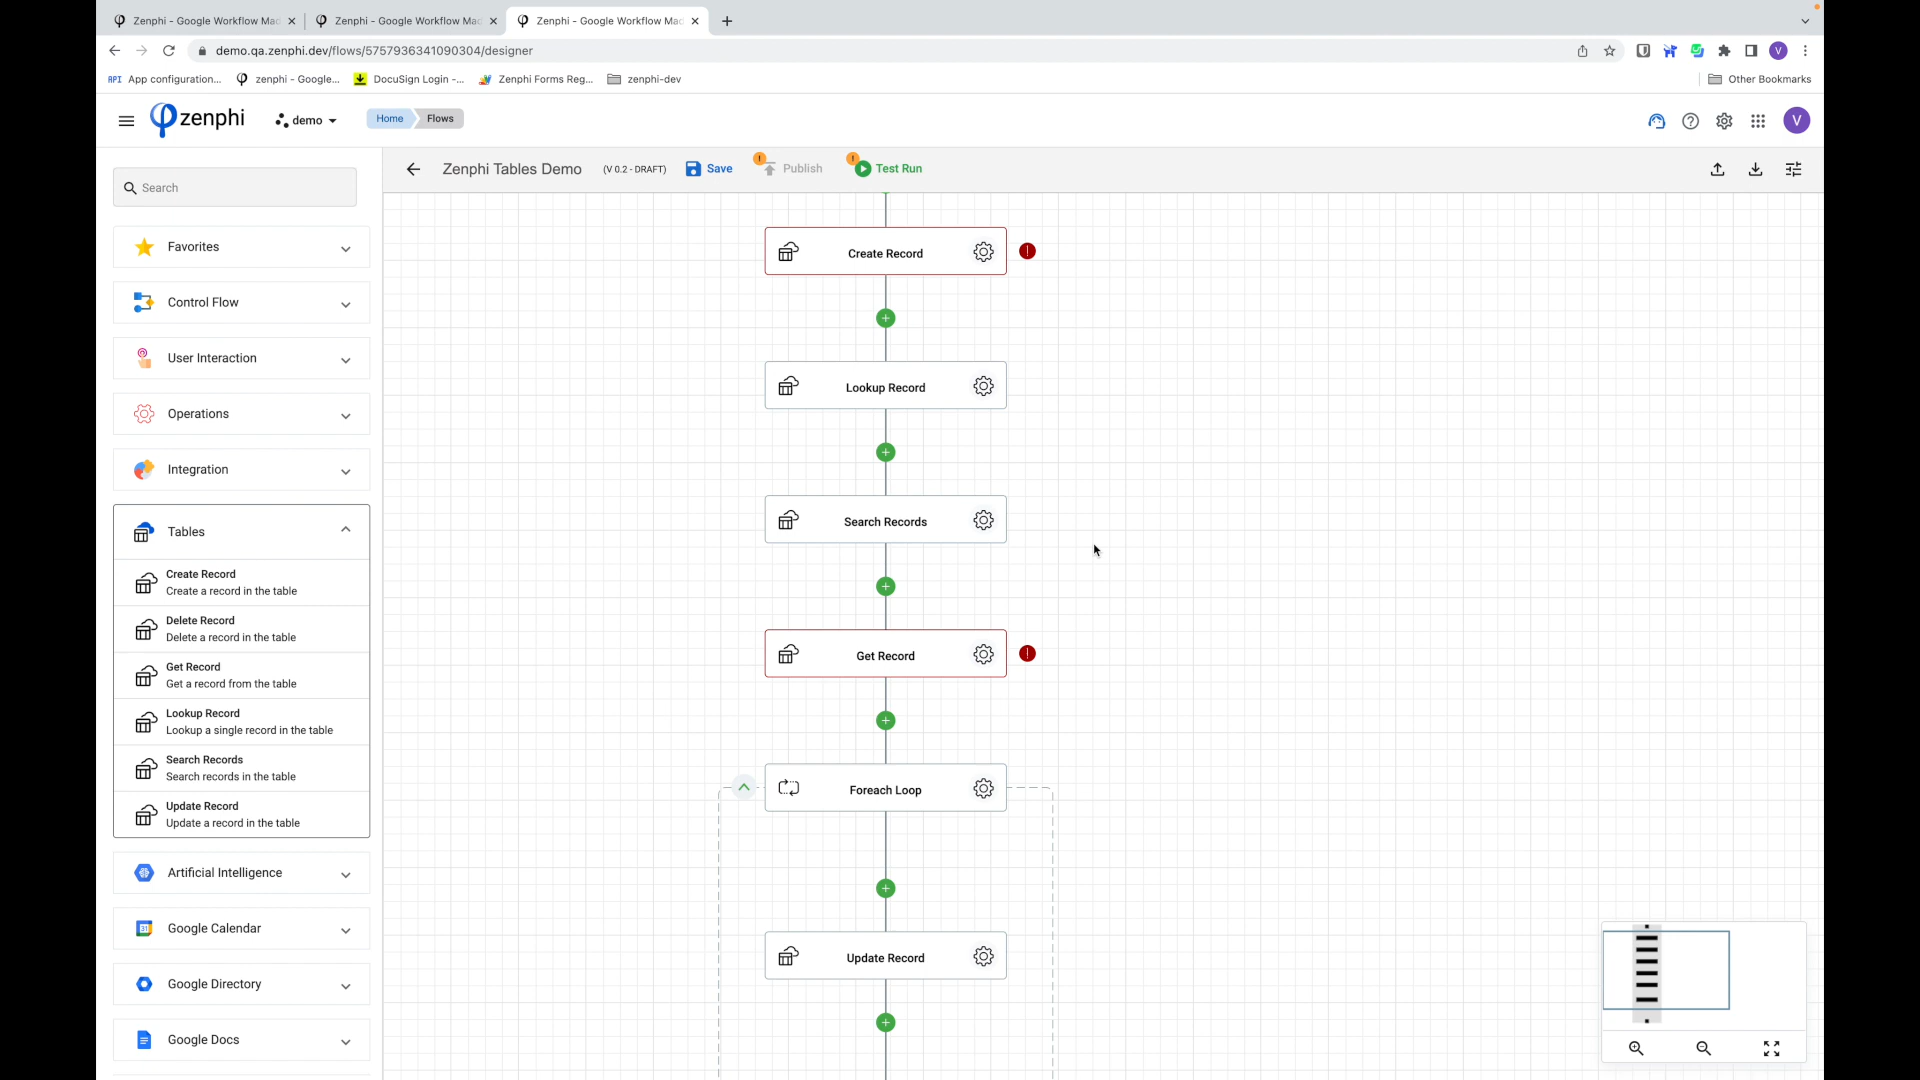 Zenphi - Google Workflow Mac
Zenphi - Google Workflow Mac
Zenphi - Google Workflow Mac
demo.qa.zenphi.dev/flows/5757936341090304/designer
V
API App configuration...
zenphi - Google...
DocuSign Login -...
Zenphi Forms Reg...
zenphi-dev
Other Bookmarks
zenphi
demo
Home
Flows
V
Zenphi Tables Demo
(V 0.2 - DRAFT)
Save
Publish
Test Run
Search
Favorites
Control Flow
User Interaction
Operations
Integration
Tables
Create Record
Create a record in the table
Delete Record
Delete a record in the table
Get Record
Get a record from the table
Lookup Record
Lookup a single record in the table
Search Records
Search records in the table
Update Record
Update a record in the table
Artificial Intelligence
31
Google Calendar
Google Directory
Google Docs
Create Record
Lookup Record
Search Records
Get Record
Foreach Loop
Update Record